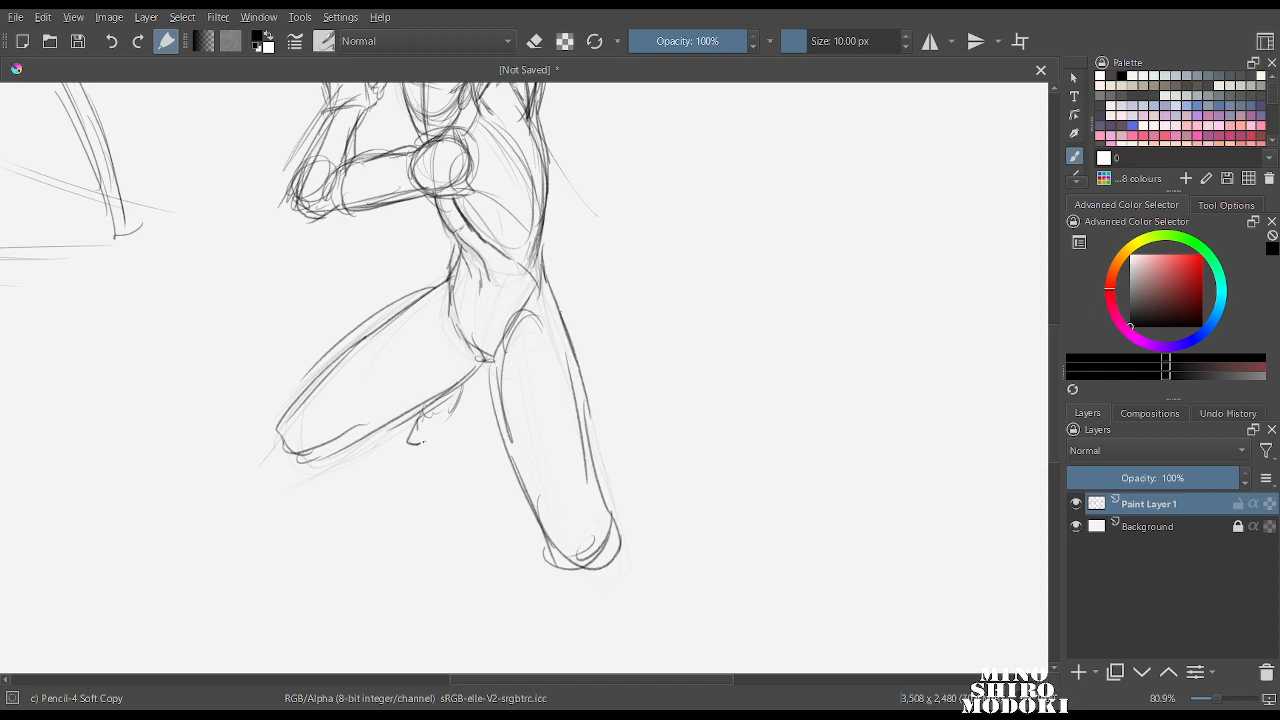 File Edit View Image Layer Select Filter Window Tools Settings Help
Normal Opacity: 100% Size: 10.00 px
[Not Saved] *
Palette
0
...8 colours
Advanced Color Selector Tool Options
Advanced Color Selector
Layers Compositions Undo History
Layers
Normal
Opacity: 100%
Paint Layer 1
Background
c) Pencil-4 Soft Copy RGB/Alpha (8-bit integer/channel) sRGB-elle-V2-srgbtrc.icc 3,508 x 2,480 80.9%
MINO
SHIRO
MODOKI